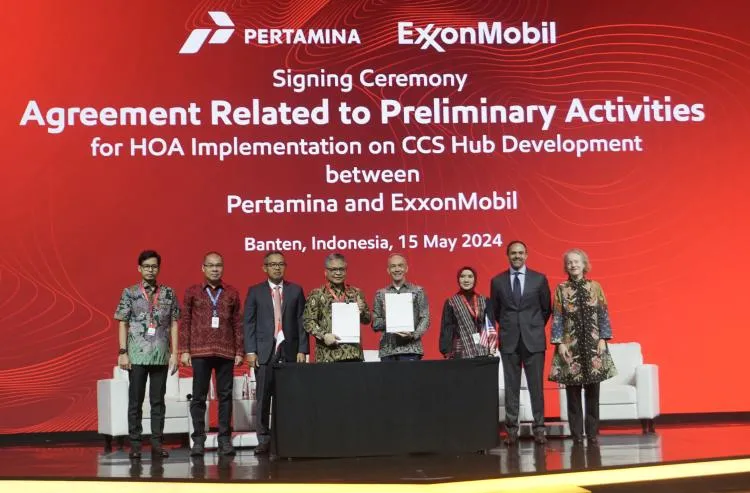 PERTAMINA ExxonMobil
Signing Ceremony
Agreement Related to Preliminary Activities
for HOA Implementation on CCS Hub Development
between
Pertamina and ExxonMobil
Banten, Indonesia, 15 May 2024